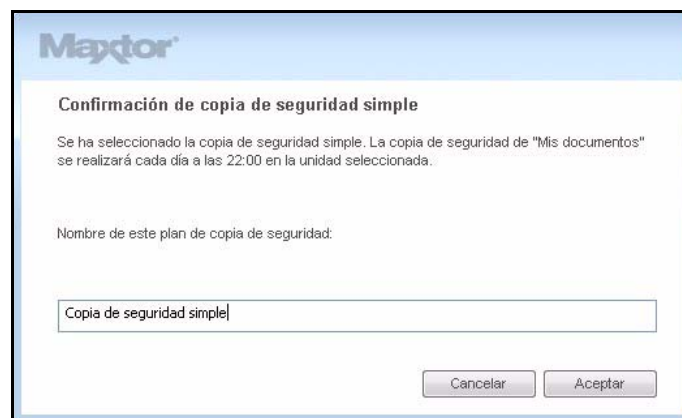 Maxtor
Confirmación de copia de seguridad simple
Se ha seleccionado la copia de seguridad simple. La copia de seguridad de "Mis documentos"
se realizará cada día a las 22:00 en la unidad seleccionada.
Nombre de este plan de copia de seguridad:
Copia de seguridad simple
Cancelar Aceptar